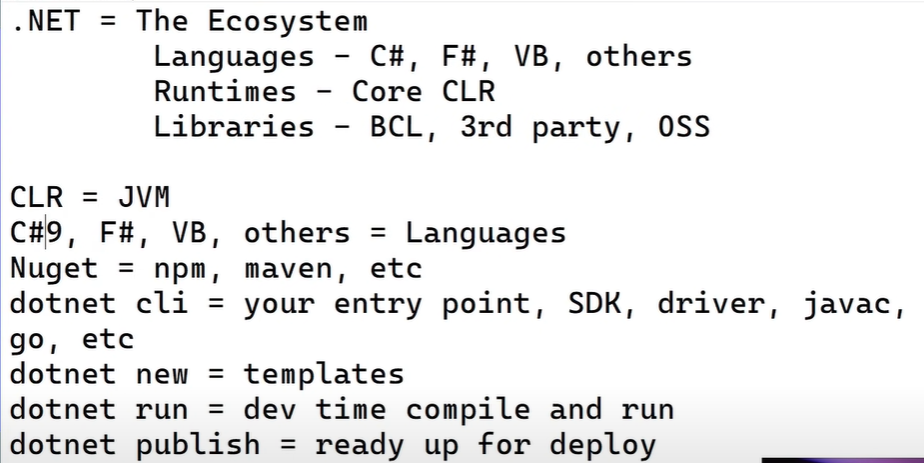 .NET = The Ecosystem
Languages - C#, F#, VB, others
Runtimes - Core CLR
Libraries - BCL, 3rd party, OSS
CLR = JVM
C#9, F#, VB, others = Languages
Nuget = npm, maven, etc
dotnet cli = your entry point, SDK, driver, javac,
go, etc
dotnet new = templates
dotnet run = dev time compile and run
dotnet publish = ready up for deploy